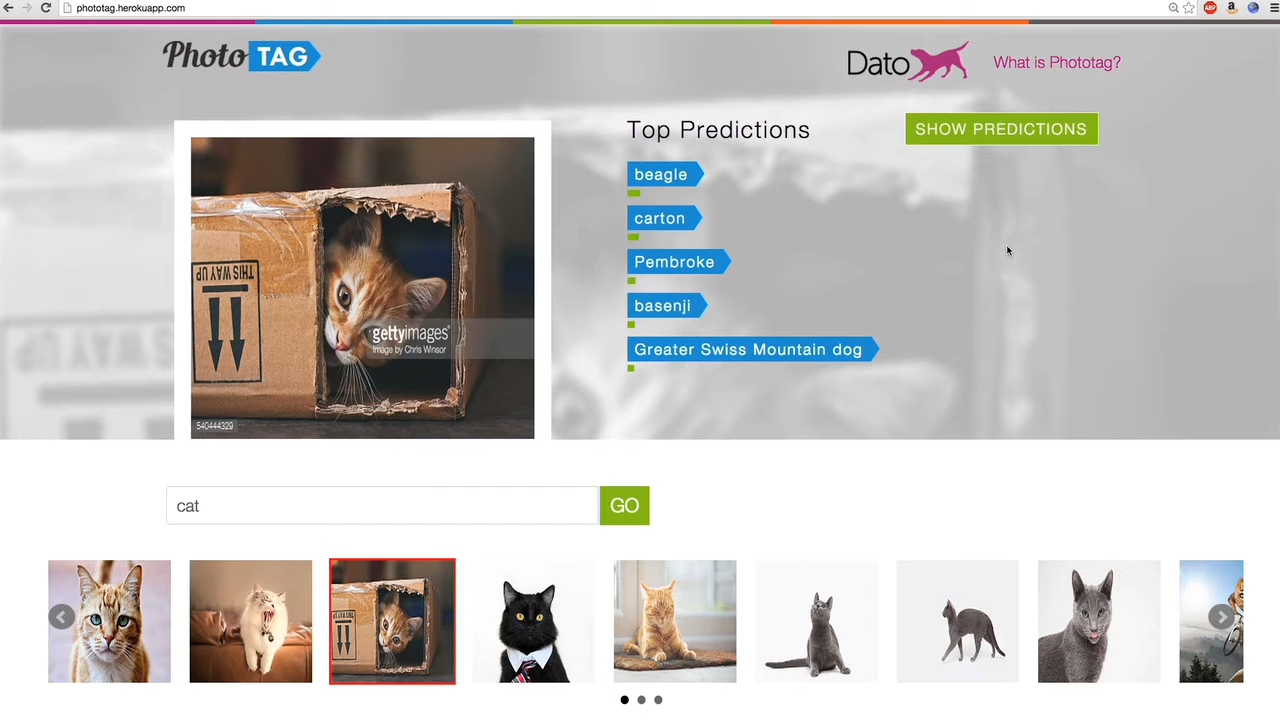 phototag.herokuapp.com
ABP
Photo TAG
Dato
What is Phototag?
Top Predictions
SHOW PREDICTIONS
beagle
carton
Pembroke
basenji
Greater Swiss Mountain dog
THIS WAY UP
gettyimages®
Image by Chris Winsor
540444329
cat
GO